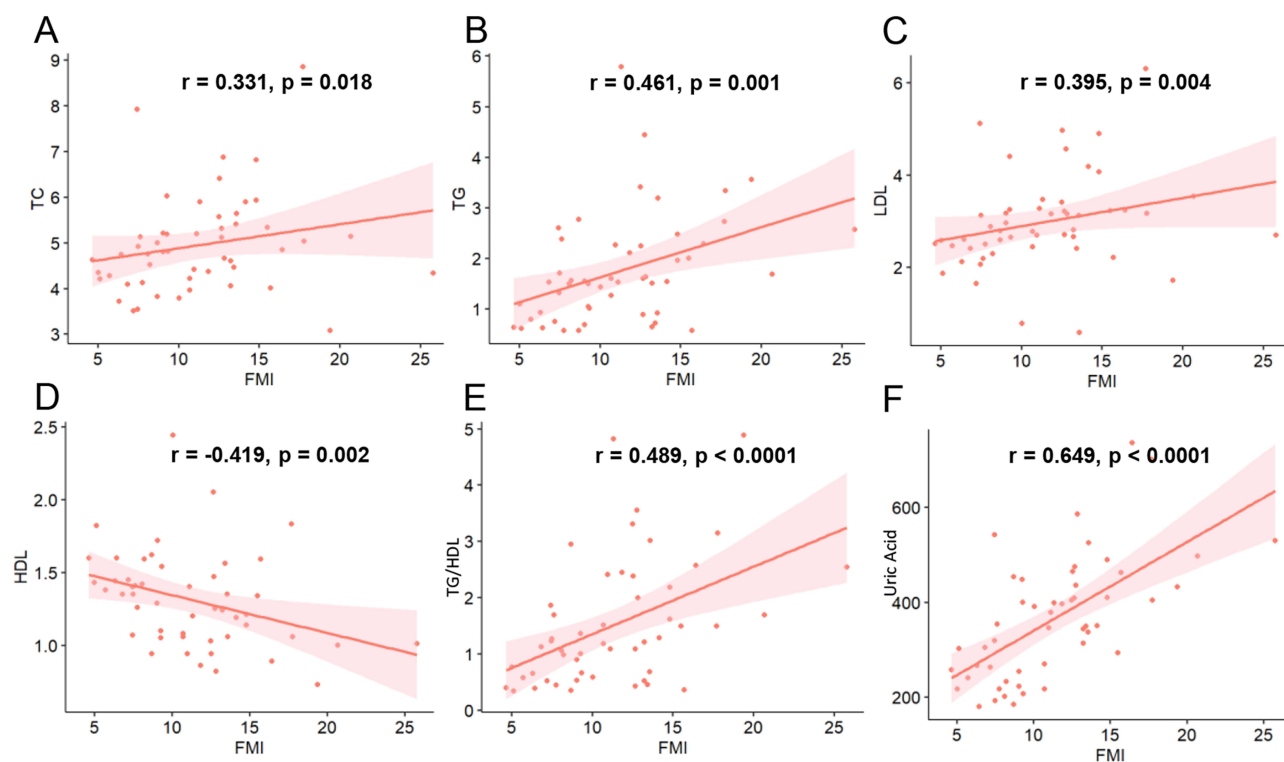 A
r = 0.331, p = 0.018
TC
9
8
7
6
5
4
3
5
10
15
20
25
FMI
B
r = 0.461, p = 0.001
TG
6
5
4
3
2
1
5
10
15
20
25
FMI
C
r = 0.395, p = 0.004
LDL
6
4
2
5
10
15
20
25
FMI
D
r = -0.419, p = 0.002
HDL
2.5
2.0
1.5
1.0
5
10
15
20
25
FMI
E
r = 0.489, p < 0.0001
TG/HDL
5
4
3
2
1
0
5
10
15
20
25
FMI
F
r = 0.649, p < 0.0001
Uric Acid
600
400
200
5
10
15
20
25
FMI